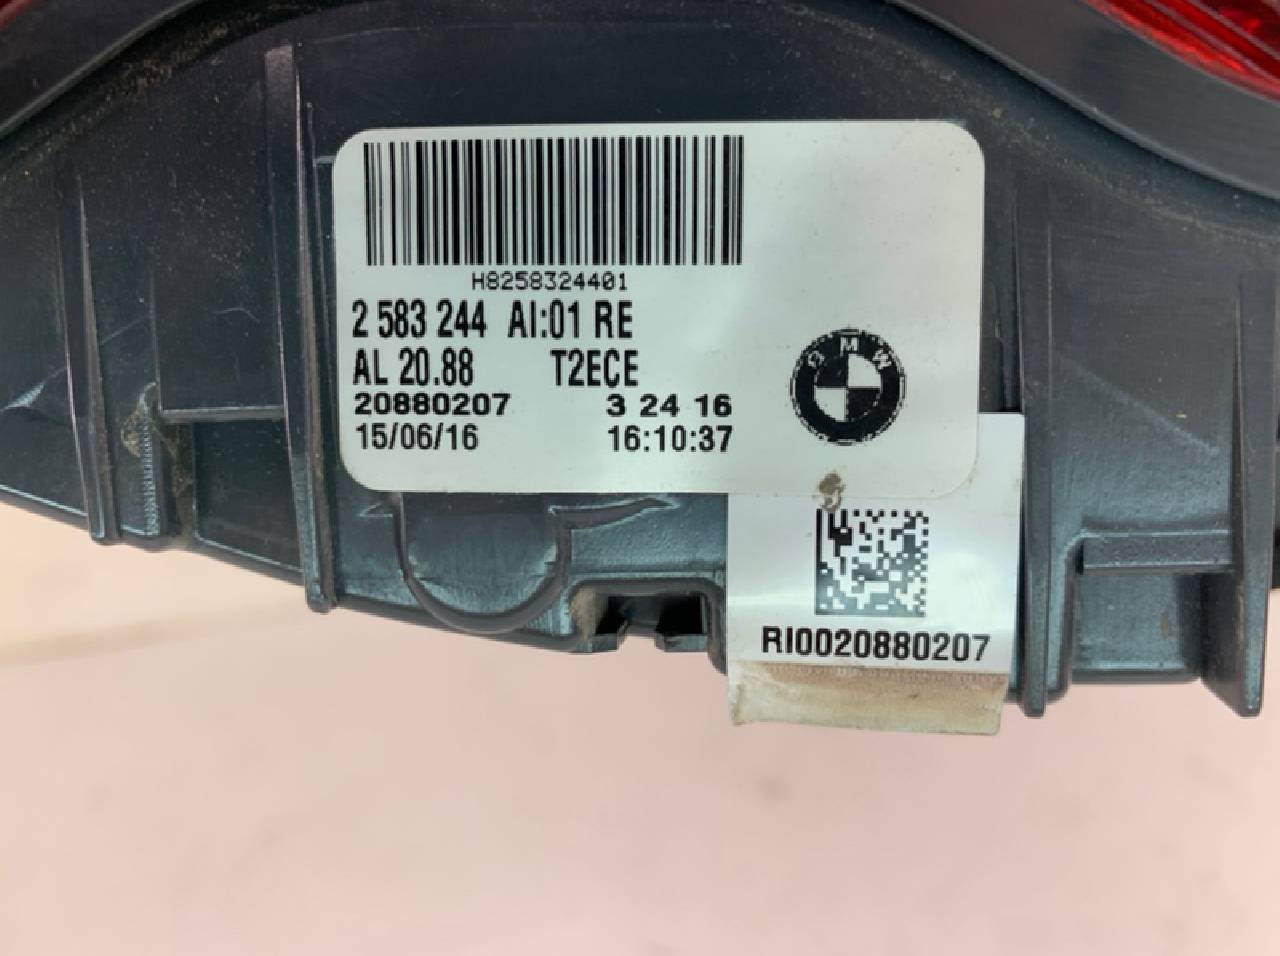 H8258324401
2 583 244 AI:01 RE
AL 20.88 T2ECE
20880207 3 24 16
15/06/16 16:10:37
BMW
RI0020880207